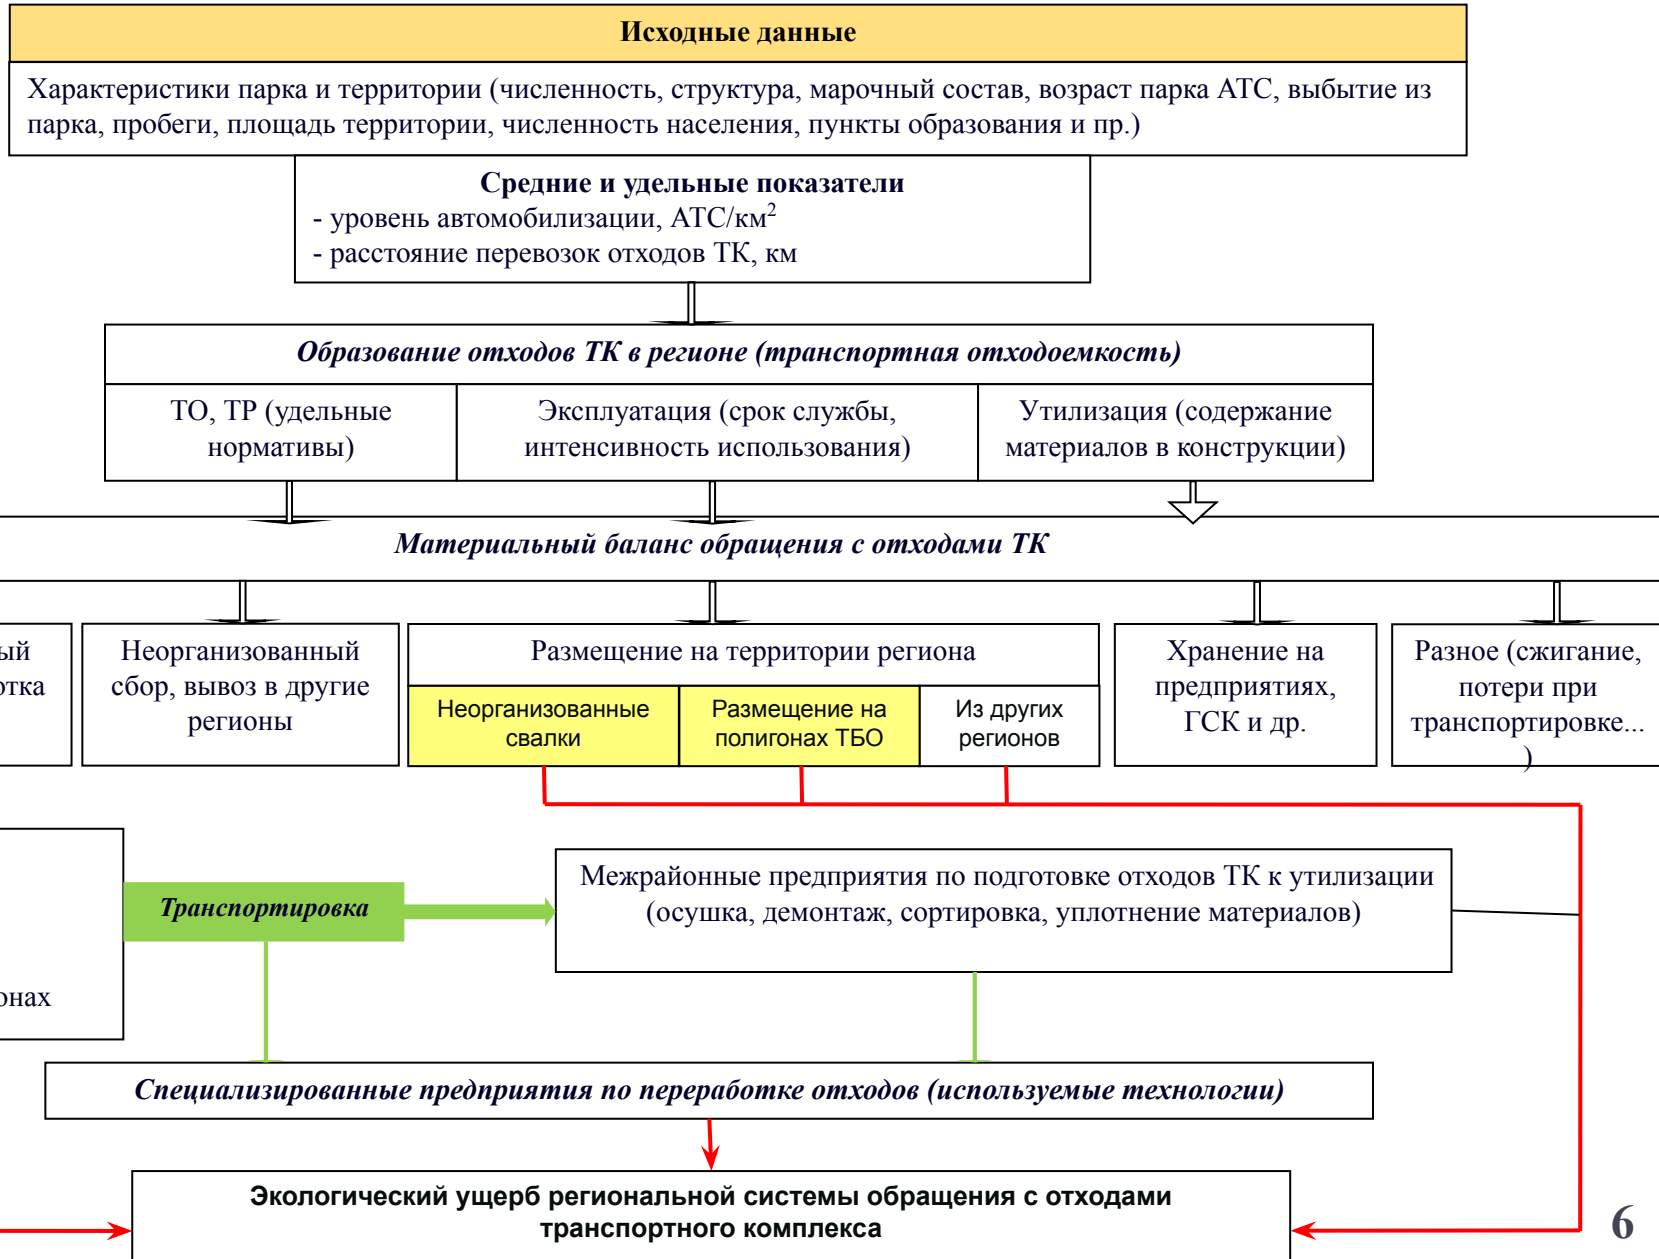 Исходные данные
Характеристики парка и территории (численность, структура, марочный состав, возраст парка АТС, выбытие из
парка, пробеги, площадь территории, численность населения, пункты образования и пр.)
Средние и удельные показатели
- уровень автомобилизации, АТС/км²
- расстояние перевозок отходов ТК, км
Образование отходов ТК в регионе (транспортная отходоемкость)
ТО, ТР (удельные
нормативы)
Эксплуатация (срок службы,
интенсивность использования)
Утилизация (содержание
материалов в конструкции)
Материальный баланс обращения с отходами ТК
Неорганизованный
сбор, вывоз в другие
регионы
Размещение на территории региона
Неорганизованные
свалки
Размещение на
полигонах ТБО
Из других
регионов
Хранение на
предприятиях,
ГСК и др.
Разное (сжигание,
потери при
транспортировке...
)
Транспортировка
Межрайонные предприятия по подготовке отходов ТК к утилизации
(осушка, демонтаж, сортировка, уплотнение материалов)
Специализированные предприятия по переработке отходов (используемые технологии)
Экологический ущерб региональной системы обращения с отходами
транспортного комплекса
6